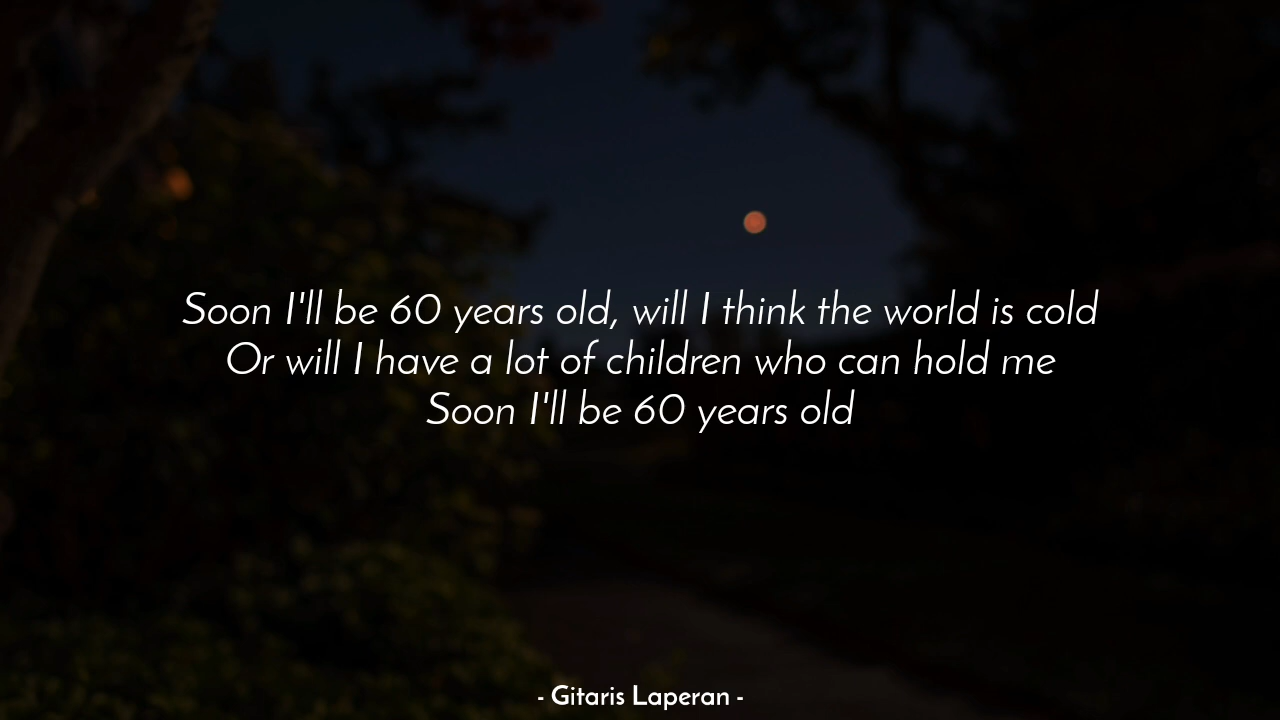 Soon I'll be 60 years old, will I think the world is cold
Or will I have a lot of children who can hold me
Soon I'll be 60 years old
- Gitaris Laperan -